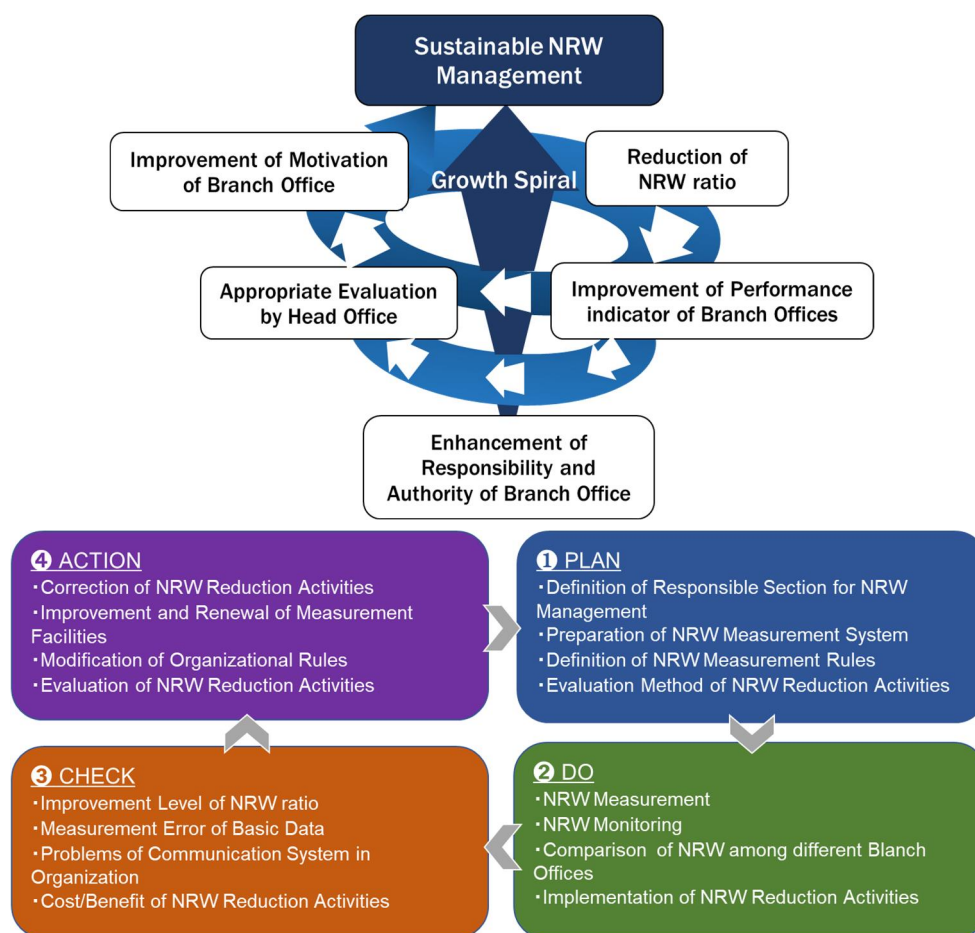 Sustainable NRW
Management
Improvement of Motivation
of Branch Office
Growth Spiral
Reduction of
NRW ratio
Appropriate Evaluation
by Head Office
Improvement of Performance
indicator of Branch Offices
Enhancement of
Responsibility and
Authority of Branch Office
❹ ACTION
・Correction of NRW Reduction Activities
・Improvement and Renewal of Measurement
Facilities
・Modification of Organizational Rules
・Evaluation of NRW Reduction Activities
❶ PLAN
・Definition of Responsible Section for NRW
Management
・Preparation of NRW Measurement System
・Definition of NRW Measurement Rules
・Evaluation Method of NRW Reduction Activities
❸ CHECK
・Improvement Level of NRW ratio
・Measurement Error of Basic Data
・Problems of Communication System in
Organization
・Cost/Benefit of NRW Reduction Activities
❷ DO
・NRW Measurement
・NRW Monitoring
・Comparison of NRW among different Blanch
Offices
・Implementation of NRW Reduction Activities